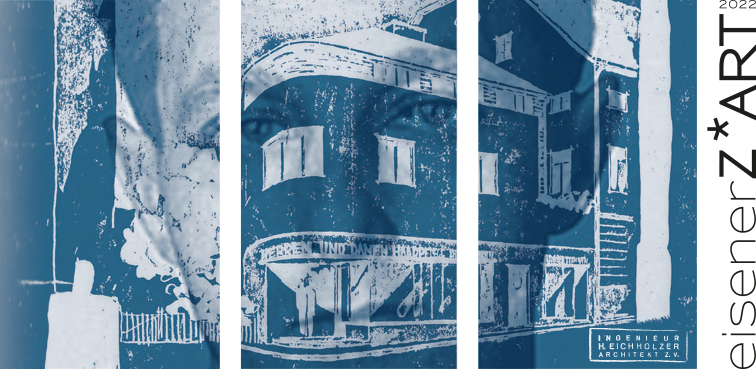 2022
eisenerZ*ART
HERREN UND DAMEN
INGENIEUR
H.EICHHOLZER
ARCHITEKT Z.V.